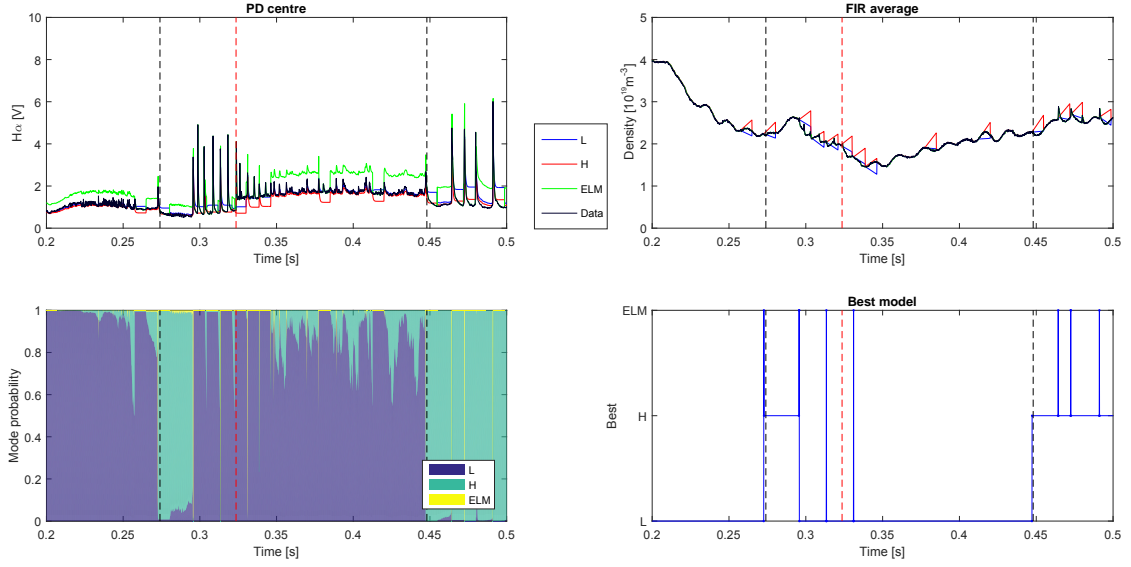 PD centre
10
8
6
4
2
0
Hα [V]
0.2 0.25 0.3 0.35 0.4 0.45 0.5
Time [s]
L
H
ELM
Data
FIR average
5
4
3
2
1
0
Density [10^19 m^-3]
0.2 0.25 0.3 0.35 0.4 0.45 0.5
Time [s]
1
0.8
0.6
0.4
0.2
0
Mode probability
L
H
ELM
0.2 0.25 0.3 0.35 0.4 0.45 0.5
Time [s]
Best model
ELM
H
L
Best
0.2 0.25 0.3 0.35 0.4 0.45 0.5
Time [s]